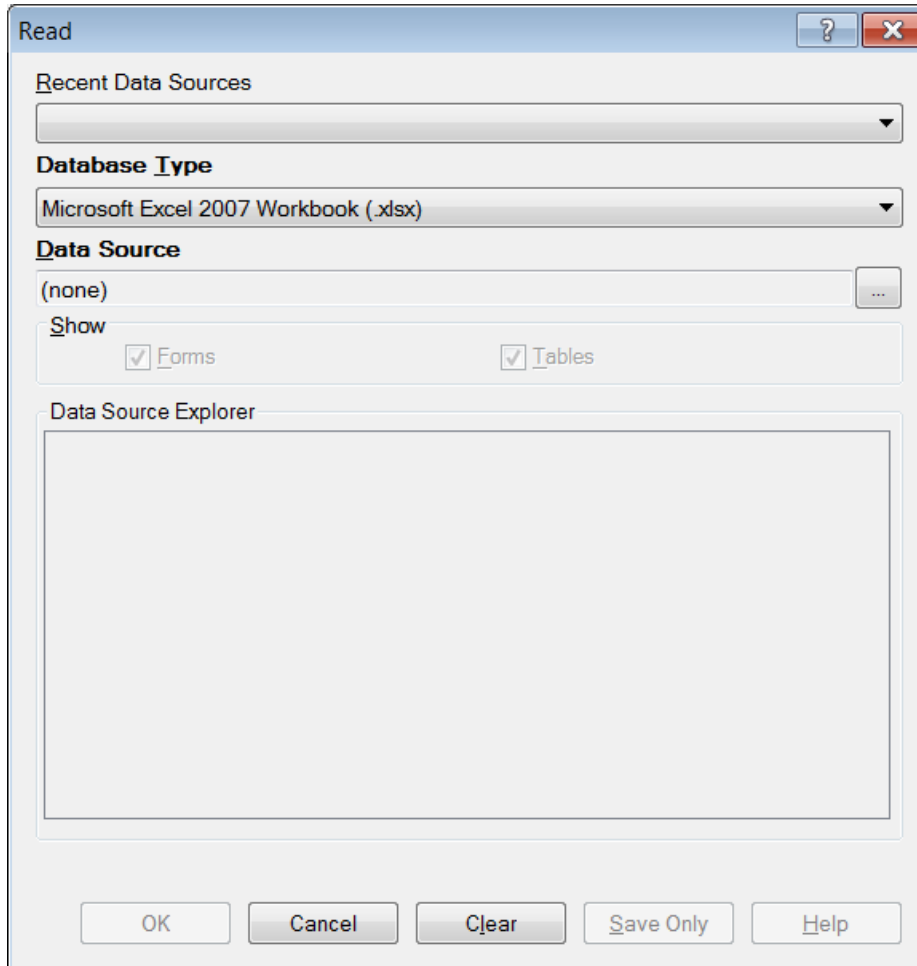 Read
Recent Data Sources
Database Type
Microsoft Excel 2007 Workbook (.xlsx)
Data Source
(none)
...
Show
Forms Tables
Data Source Explorer
OK Cancel Clear Save Only Help